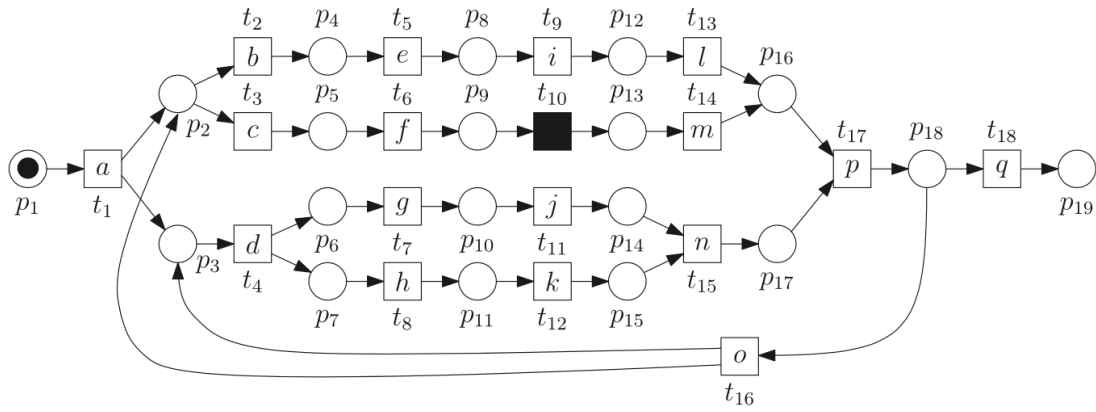 t₂ p₄ t₅ p₈ t₉ p₁₂ t₁₃
b e i l p₁₆
t₃ p₅ t₆ p₉ t₁₀ p₁₃ t₁₄
p₂ c f m t₁₇ p₁₈ t₁₈
a p q
p₁ t₁ g j p₁₉
p₆ t₇ p₁₀ t₁₁ p₁₄
d n
p₃ t₄ h k t₁₅ p₁₇
p₇ t₈ p₁₁ t₁₂ p₁₅
o
t₁₆